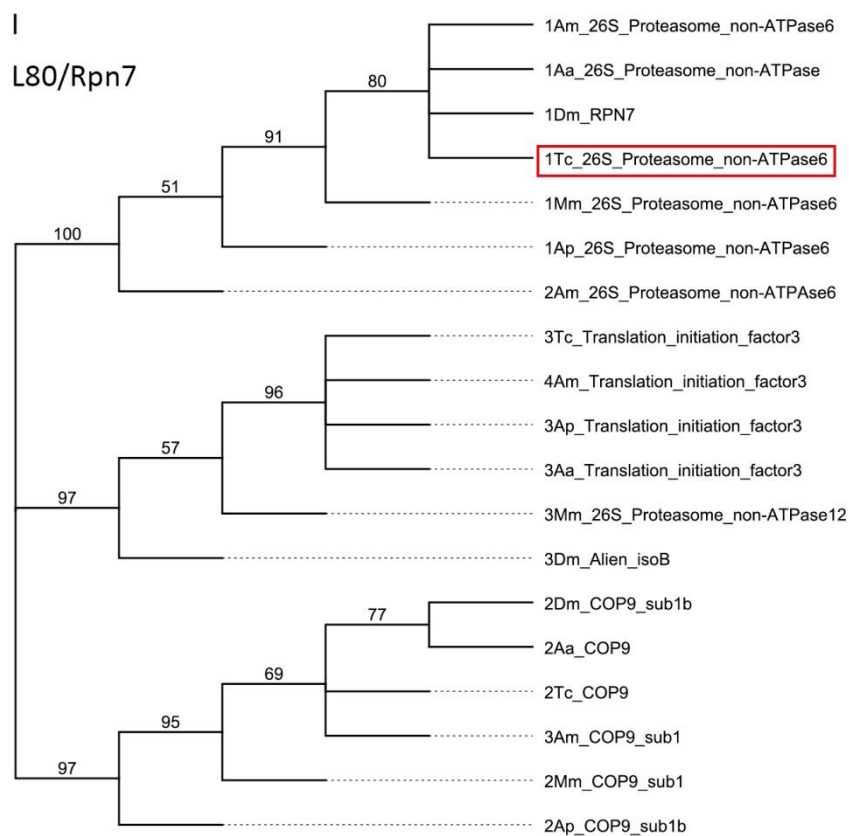 I
L80/Rpn7
1Am_26S_Proteasome_non-ATPase6
80
1Aa_26S_Proteasome_non-ATPase
1Dm_RPN7
91
1Tc_26S_Proteasome_non-ATPase6
51
1Mm_26S_Proteasome_non-ATPase6
100
1Ap_26S_Proteasome_non-ATPase6
2Am_26S_Proteasome_non-ATPAse6
3Tc_Translation_initiation_factor3
96
4Am_Translation_initiation_factor3
3Ap_Translation_initiation_factor3
57
3Aa_Translation_initiation_factor3
97
3Mm_26S_Proteasome_non-ATPase12
3Dm_Alien_isoB
2Dm_COP9_sub1b
77
2Aa_COP9
69
2Tc_COP9
95
3Am_COP9_sub1
97
2Mm_COP9_sub1
2Ap_COP9_sub1b